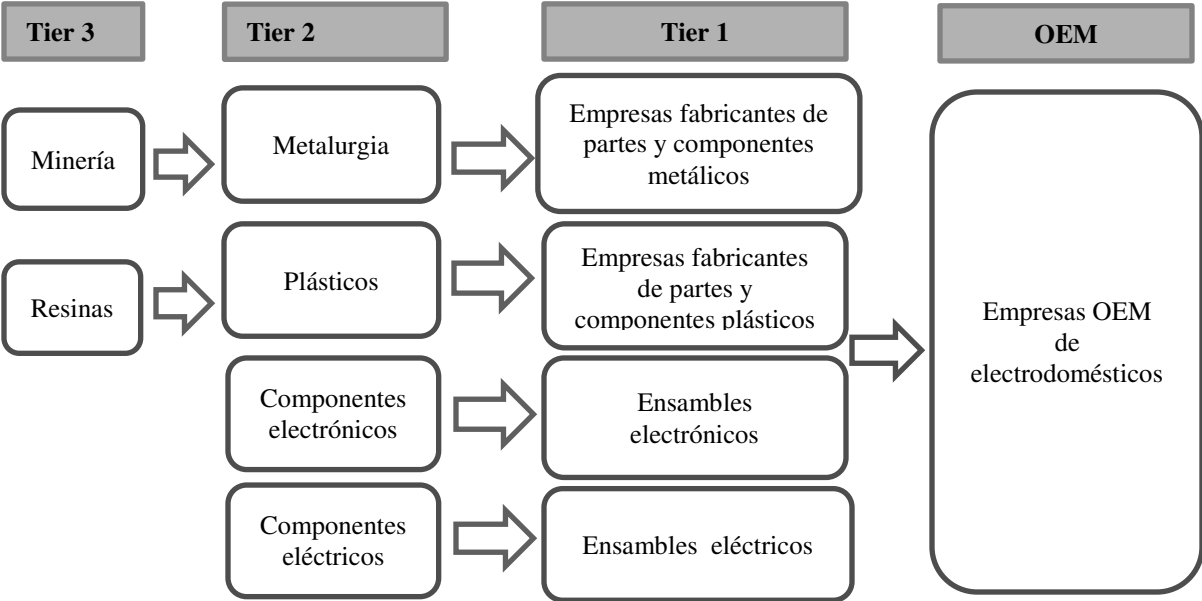 Tier 3
Tier 2
Tier 1
OEM
Minería
Metalurgia
Empresas fabricantes de
partes y componentes
metálicos
Resinas
Plásticos
Empresas fabricantes
de partes y
componentes plásticos
Componentes
electrónicos
Ensambles
electrónicos
Componentes
eléctricos
Ensambles eléctricos
Empresas OEM
de
electrodomésticos